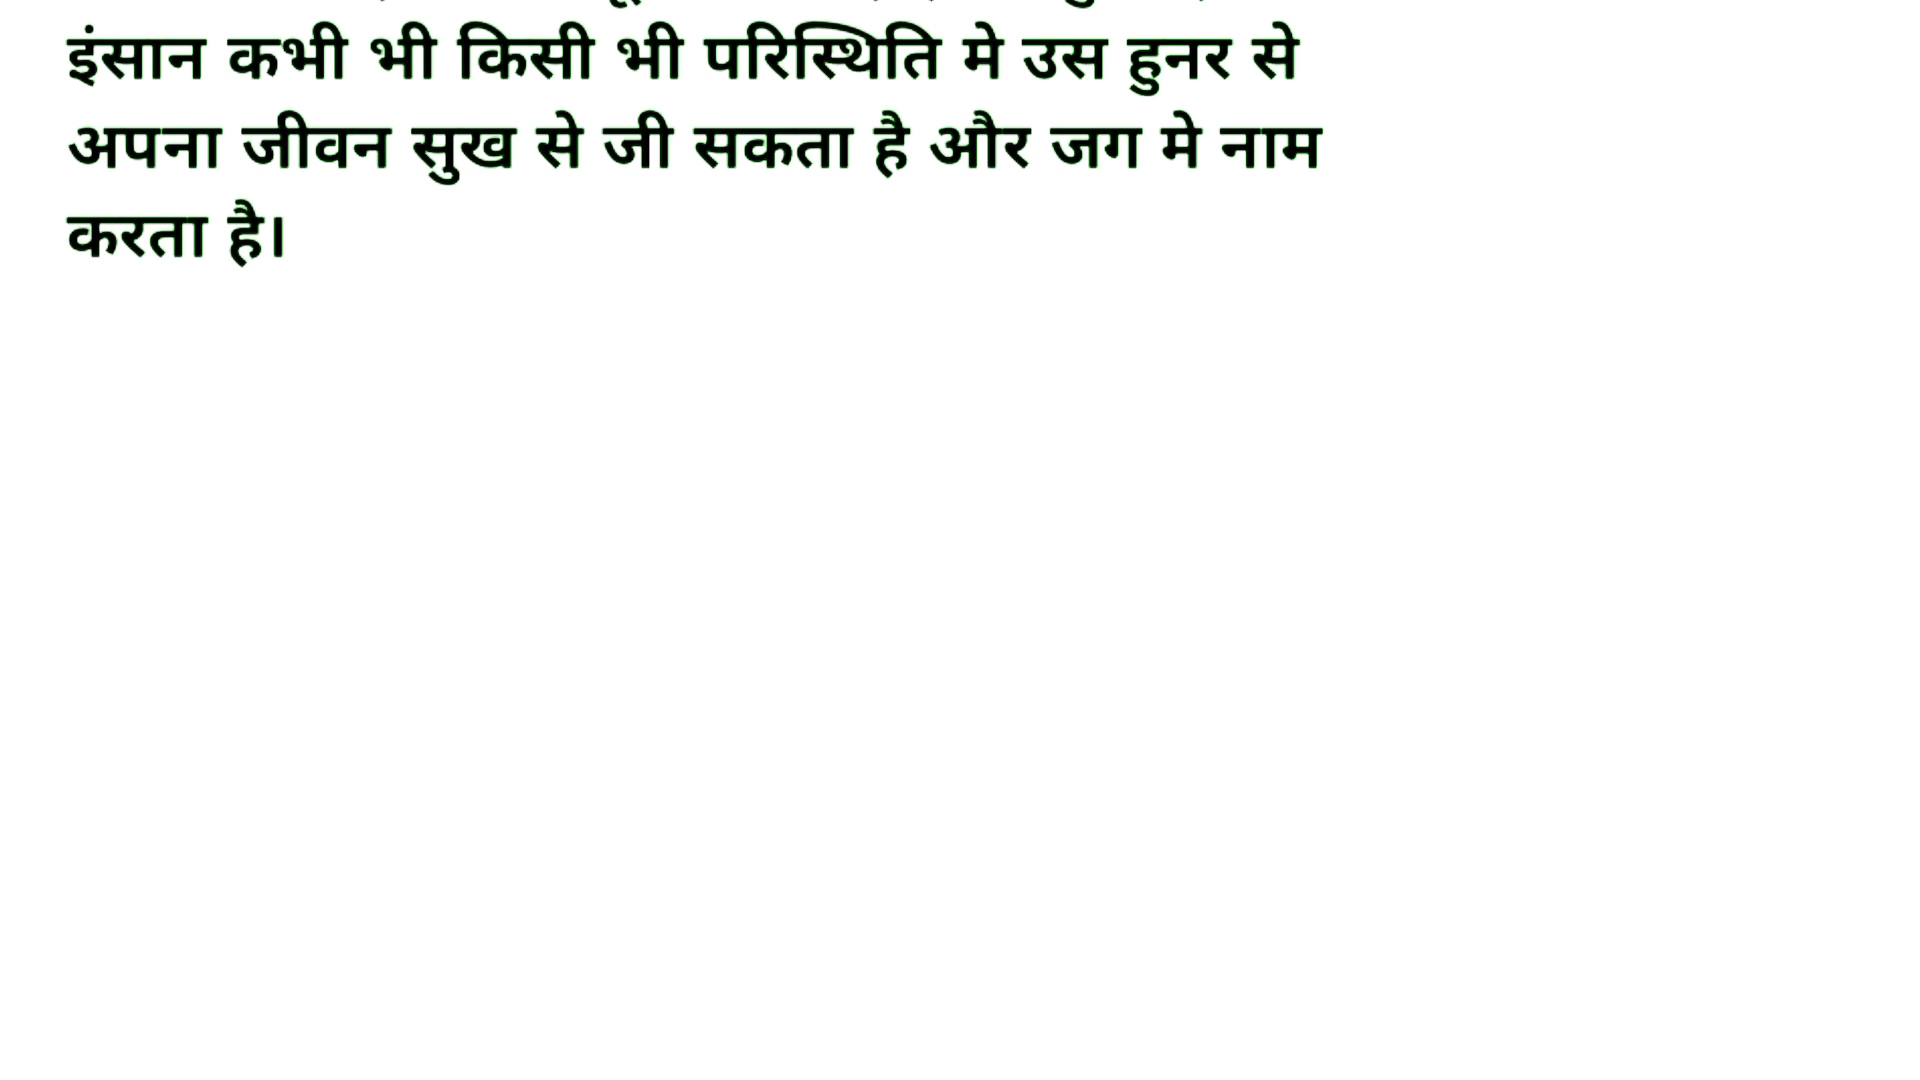 इंसान कभी भी किसी भी परिस्थिति मे उस हुनर से
अपना जीवन सुख से जी सकता है और जग मे नाम
करता है।